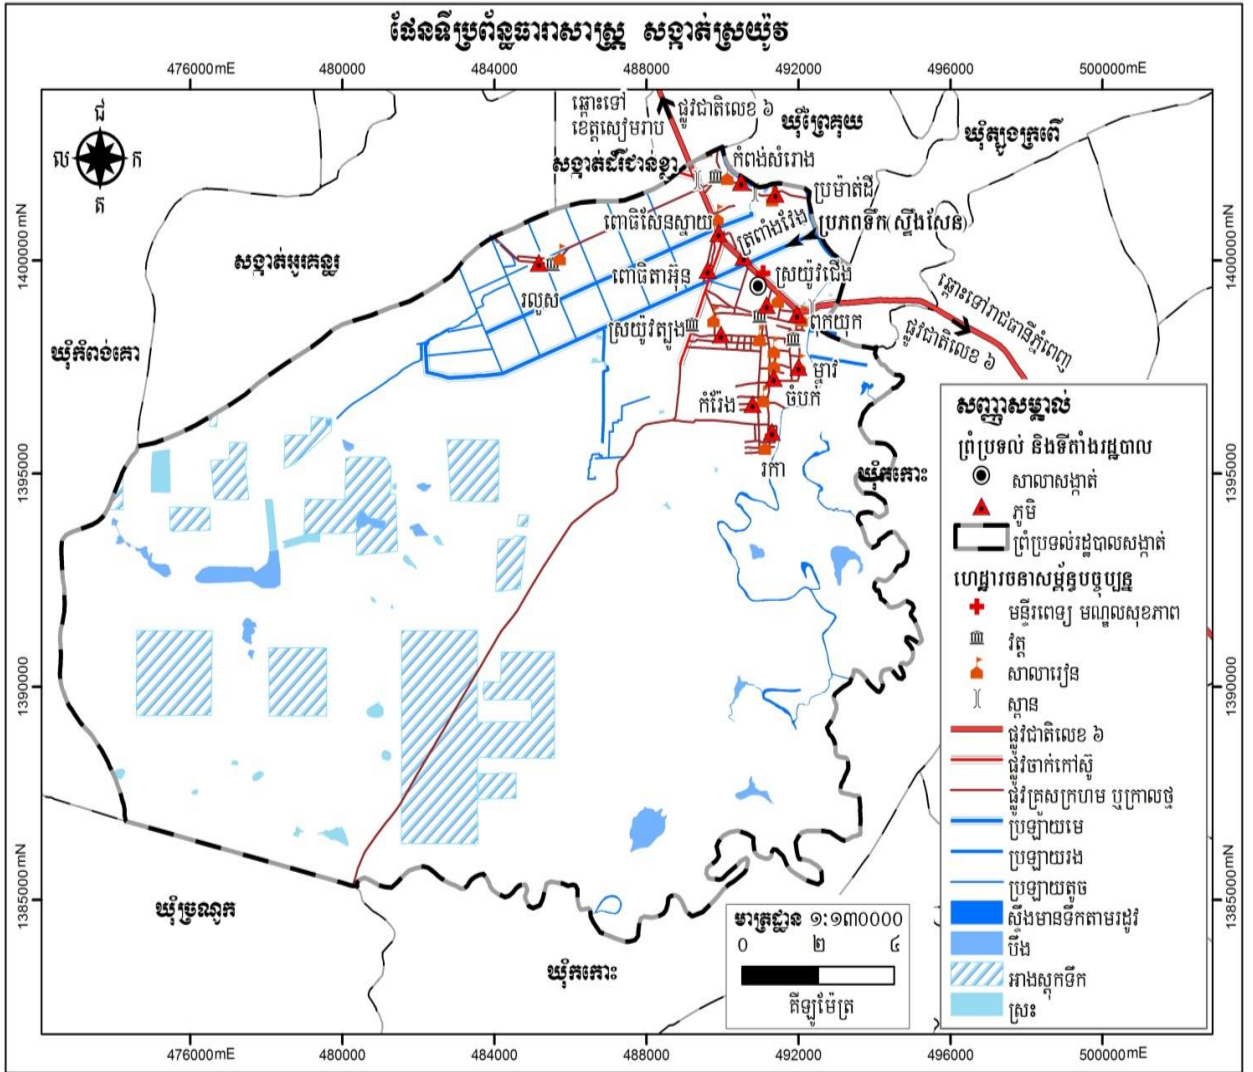 ផែនទីប្រព័ន្ធធារាសាស្ត្រ សង្កាត់ស្រយ៉ូវ
476000mE 480000 484000 488000 492000 496000 500000mE
ជ
ល ក
ត
ឆ្ពោះទៅ
ខេត្តសៀមរាប
ផ្លូវជាតិលេខ ៦
ឃុំព្រៃគុយ
ឃុំត្បូងក្រពើ
សង្កាត់ដំរីជាន់ខ្លា
កំពង់សំរោង
ប្រម៉ាត់ដី
ពោធិសែនស្នាយ
ត្រពាំងវែង
ប្រភពទឹក(ស្ទឹងសែន)
សង្កាត់អូរគន្ធរ
ពោធិតាអ៊ុន
ស្រយ៉ូវជើង
រលួស
ស្រយ៉ូវត្បូង
ពុកយុក
ឆ្ពោះទៅរាជធានីភ្នំពេញ
ផ្លូវជាតិលេខ ៦
ឃុំកំពង់គោ
ម្នាវ
ចំបក់
កំរ៉ែង
រកា
ឃុំកកោះ
ឃុំច្រណូក
ឃុំកកោះ
1400000mN
1395000
1390000
1385000mN
1400000mN
1395000
1390000
1385000mN
សញ្ញាសម្គាល់
ព្រំប្រទល់ និងទីតាំងរដ្ឋបាល
សាលាសង្កាត់
ភូមិ
ព្រំប្រទល់រដ្ឋបាលសង្កាត់
ហេដ្ឋារចនាសម្ព័ន្ធបច្ចុប្បន្ន
មន្ទីរពេទ្យ មណ្ឌលសុខភាព
វត្ត
សាលារៀន
ស្ពាន
ផ្លូវជាតិលេខ ៦
ផ្លូវចាក់កៅស៊ូ
ផ្លូវគ្រួសក្រហម ឬក្រាលថ្ម
ប្រឡាយមេ
ប្រឡាយរង
ប្រឡាយតូច
ស្ទឹងមានទឹកតាមរដូវ
បឹង
អាងស្តុកទឹក
ស្រះ
មាត្រដ្ឋាន ១:១៣០០០០
0 ២ ៤
គីឡូម៉ែត្រ
476000mE 480000 484000 488000 492000 496000 500000mE